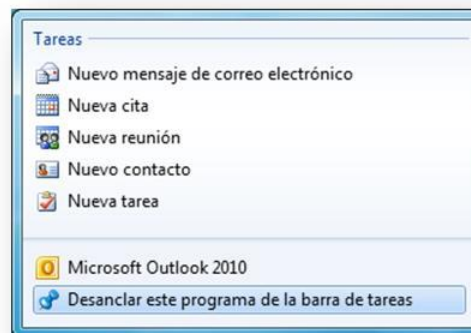 Tareas
Nuevo mensaje de correo electrónico
Nueva cita
Nueva reunión
Nuevo contacto
Nueva tarea
Microsoft Outlook 2010
Desanclar este programa de la barra de tareas